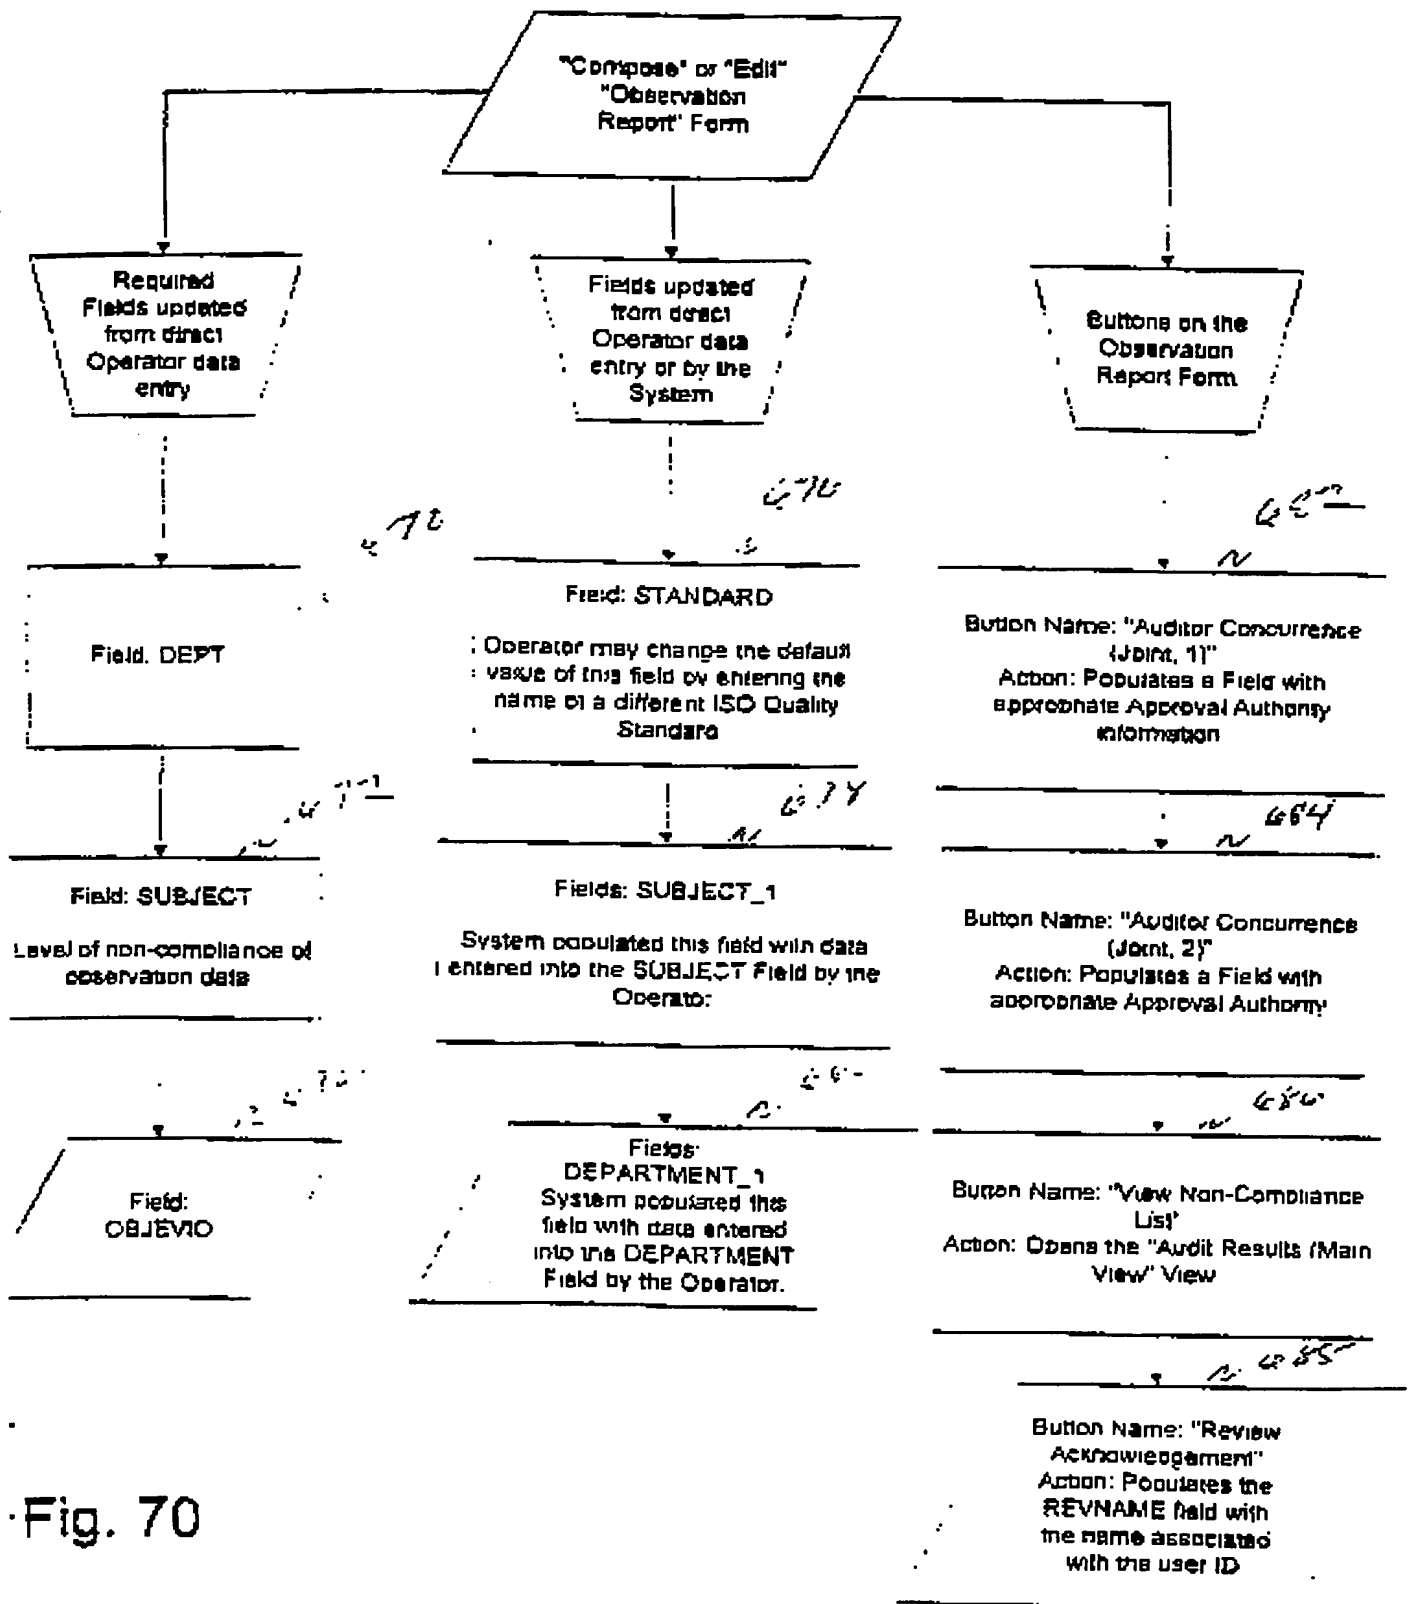 "Compose" or "Edit"
"Observation
Report" Form
Required
Fields updated
from direct
Operator data
entry
Fields updated
from direct
Operator data
entry or by the
System
Buttons on the
Observation
Report Form
Field: DEPT
Field: SUBJECT
Level of non-compliance of
observation data
Field:
OBJEVID
Field: STANDARD
Operator may change the default
value of this field by entering the
name of a different ISO Quality
Standard
Fields: SUBJECT_1
System populated this field with data
entered into the SUBJECT Field by the
Operator.
Fields:
DEPARTMENT_1
System populated this
field with data entered
into the DEPARTMENT
Field by the Operator.
Button Name: "Auditor Concurrence
(Joint, 1)"
Action: Populates a Field with
appropriate Approval Authority
information
684
Button Name: "Auditor Concurrence
(Joint, 2)"
Action: Populates a Field with
appropriate Approval Authority
Button Name: "View Non-Compliance
List"
Action: Opens the "Audit Results (Main
View" View
Button Name: "Review
Acknowledgement"
Action: Populates the
REVNAME field with
the name associated
with the user ID
Fig. 70